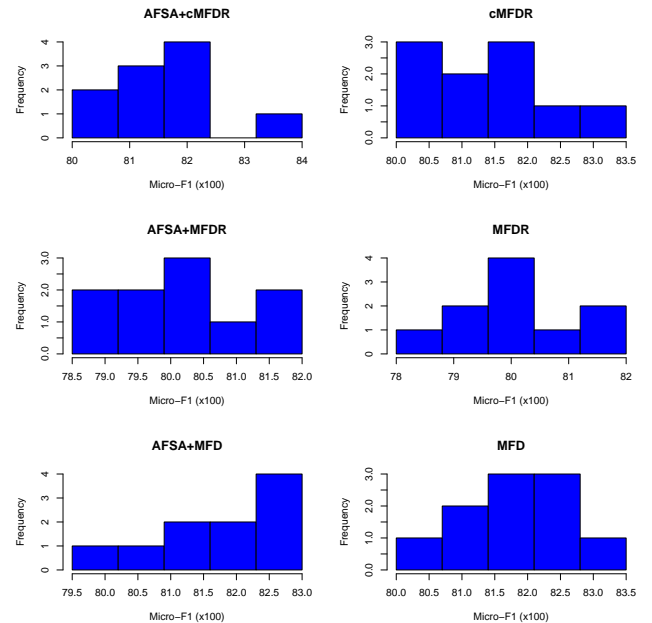 AFSA+cMFDR
Frequency
0 1 2 3 4
80 81 82 83 84
Micro−F1 (x100)
cMFDR
Frequency
0.0 1.0 2.0 3.0
80.0 80.5 81.0 81.5 82.0 82.5 83.0 83.5
Micro−F1 (x100)
AFSA+MFDR
Frequency
0.0 1.0 2.0 3.0
78.5 79.0 79.5 80.0 80.5 81.0 81.5 82.0
Micro−F1 (x100)
MFDR
Frequency
0 1 2 3 4
78 79 80 81 82
Micro−F1 (x100)
AFSA+MFD
Frequency
0 1 2 3 4
79.5 80.0 80.5 81.0 81.5 82.0 82.5 83.0
Micro−F1 (x100)
MFD
Frequency
0.0 1.0 2.0 3.0
80.0 80.5 81.0 81.5 82.0 82.5 83.0 83.5
Micro−F1 (x100)